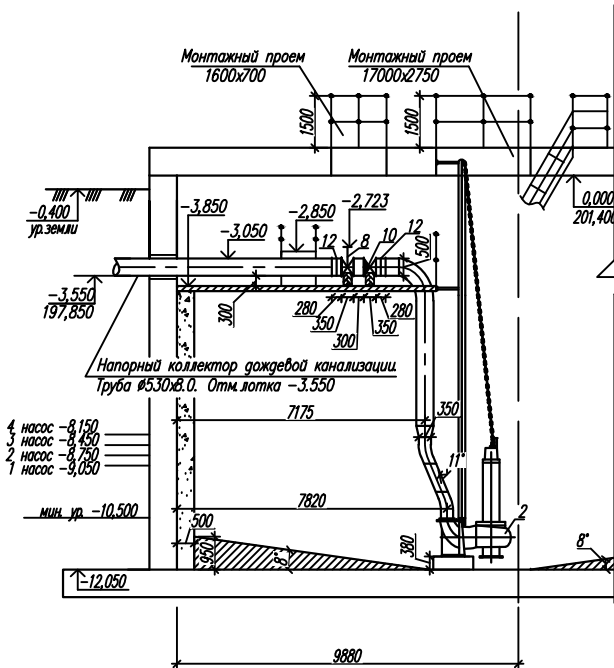 Монтажный проем
1600x700
Монтажный проем
17000x2750
1500
1500
-0,400
ур.земли
-3,850
-2,850
-2,723
-3,050
12
8
10
12
500
0,000
201,400
-3,550
197,850
300
280
350
300
350
280
Напорный коллектор дождевой канализации.
Труба ø530x8.0. Отм.лотка -3.550
7175
350
4 насос -8,150
3 насос -8,450
2 насос -8,750
1 насос -9,050
11°
7820
мин. ур. -10,500
500
2
950
8°
380
8°
-12,050
9880